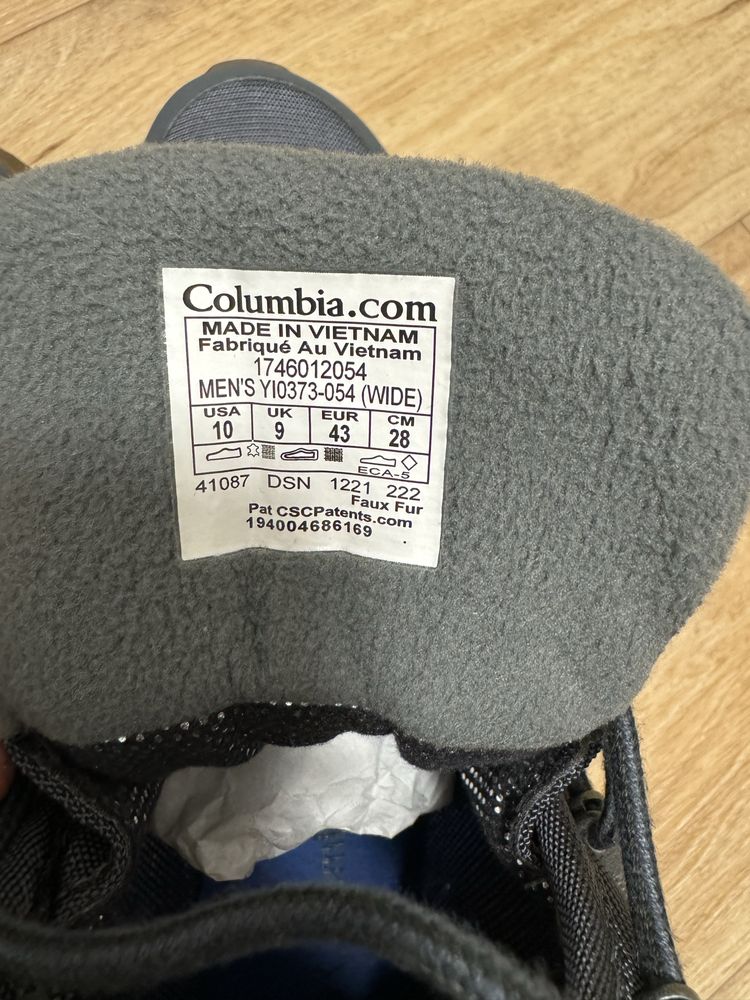 Columbia.com
MADE IN VIETNAM
Fabriqué Au Vietnam
1746012054
MEN'S YI0373-054 (WIDE)
USA UK EUR CM
10 9 43 28
ECA-5
41087 DSN 1221 222
Faux Fur
Pat CSCPatents.com
194004686169